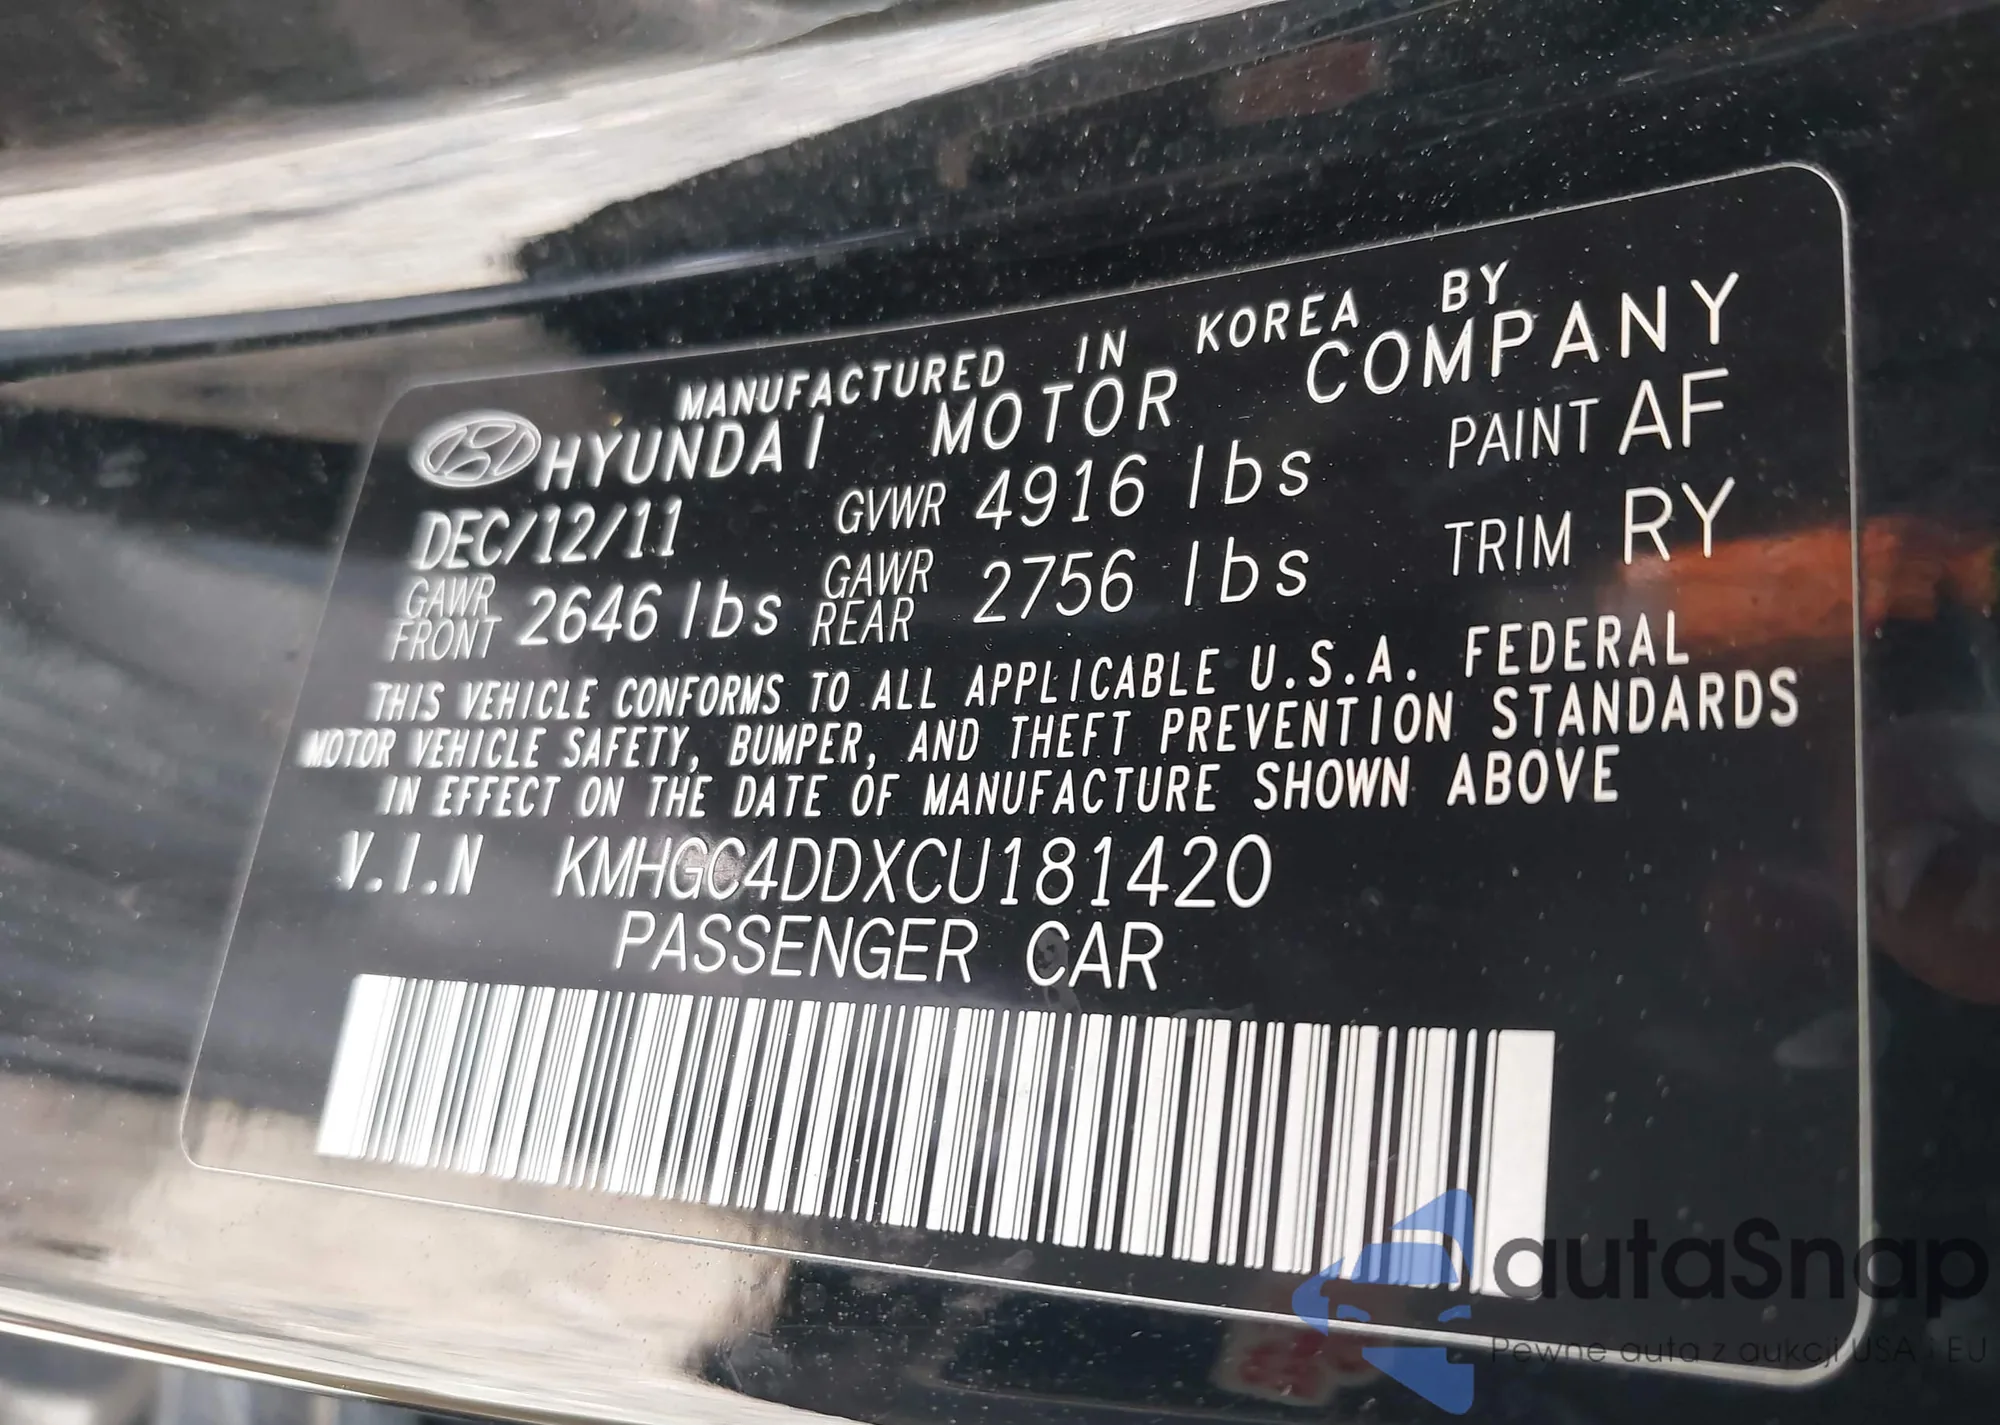 MANUFACTURED IN KOREA BY
HYUNDAI MOTOR COMPANY
DEC/12/11 GVWR 4916 lbs PAINT AF
GAWR FRONT 2646 lbs GAWR REAR 2756 lbs TRIM RY
THIS VEHICLE CONFORMS TO ALL APPLICABLE U.S.A. FEDERAL
MOTOR VEHICLE SAFETY, BUMPER, AND THEFT PREVENTION STANDARDS
IN EFFECT ON THE DATE OF MANUFACTURE SHOWN ABOVE
V.I.N KMHGC4DDXCU181420
PASSENGER CAR
autaSnap
Pewne auta z aukcji USA i EU